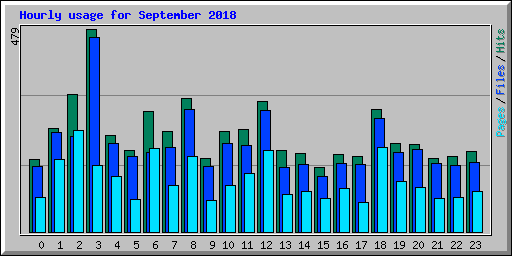 Hourly usage for September 2018
479
Pages / Files / Hits
0 1 2 3 4 5 6 7 8 9 10 11 12 13 14 15 16 17 18 19 20 21 22 23